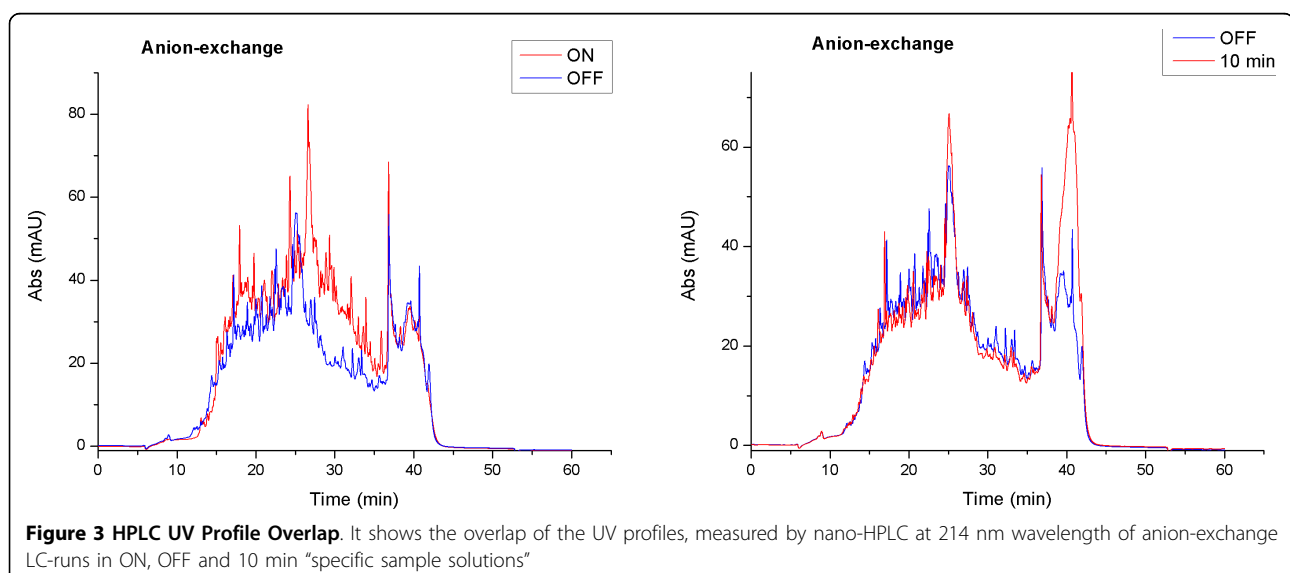 Anion-exchange
ON
OFF
80
60
40
20
0
Abs (mAU)
0 10 20 30 40 50 60
Time (min)
Anion-exchange
OFF
10 min
60
40
20
0
Abs (mAU)
0 10 20 30 40 50 60
Time (min)
Figure 3 HPLC UV Profile Overlap. It shows the overlap of the UV profiles, measured by nano-HPLC at 214 nm wavelength of anion-exchange
LC-runs in ON, OFF and 10 min “specific sample solutions”